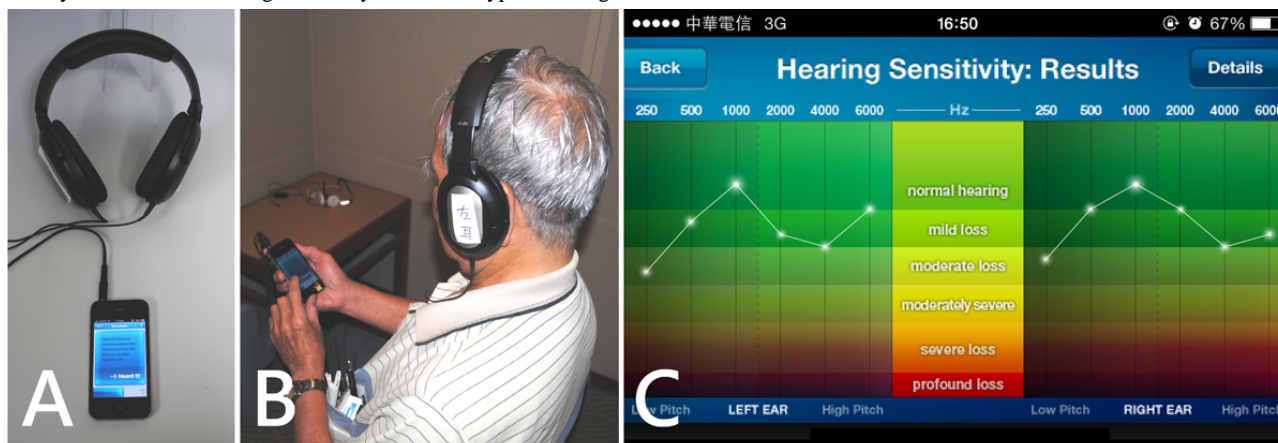 A
→ Heard It!
B
C
中華電信 3G 16:50 67%
Back Hearing Sensitivity: Results Details
250 500 1000 2000 4000 6000 Hz 250 500 1000 2000 4000 6000
normal hearing
mild loss
moderate loss
moderately severe
severe loss
profound loss
Low Pitch LEFT EAR High Pitch Low Pitch RIGHT EAR High Pitch